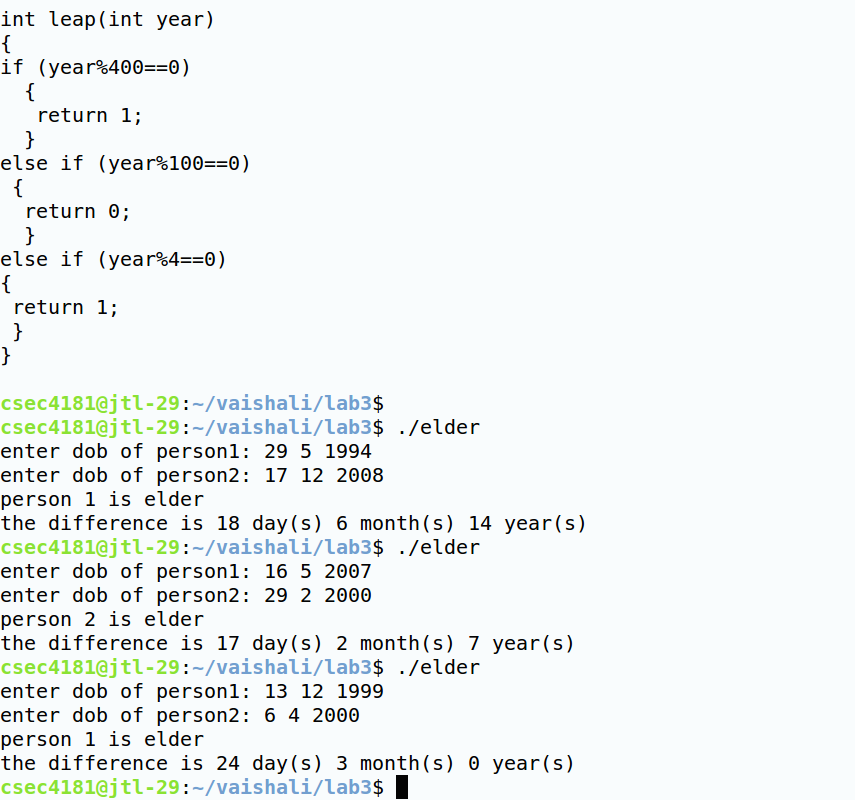 int leap(int year)
{
if (year%400==0)
  {
   return 1;
  }
else if (year%100==0)
 {
  return 0;
  }
else if (year%4==0)
{
 return 1;
 }
}

csec4181@jtl-29:~/vaishali/lab3$
csec4181@jtl-29:~/vaishali/lab3$ ./elder
enter dob of person1: 29 5 1994
enter dob of person2: 17 12 2008
person 1 is elder
the difference is 18 day(s) 6 month(s) 14 year(s)
csec4181@jtl-29:~/vaishali/lab3$ ./elder
enter dob of person1: 16 5 2007
enter dob of person2: 29 2 2000
person 2 is elder
the difference is 17 day(s) 2 month(s) 7 year(s)
csec4181@jtl-29:~/vaishali/lab3$ ./elder
enter dob of person1: 13 12 1999
enter dob of person2: 6 4 2000
person 1 is elder
the difference is 24 day(s) 3 month(s) 0 year(s)
csec4181@jtl-29:~/vaishali/lab3$